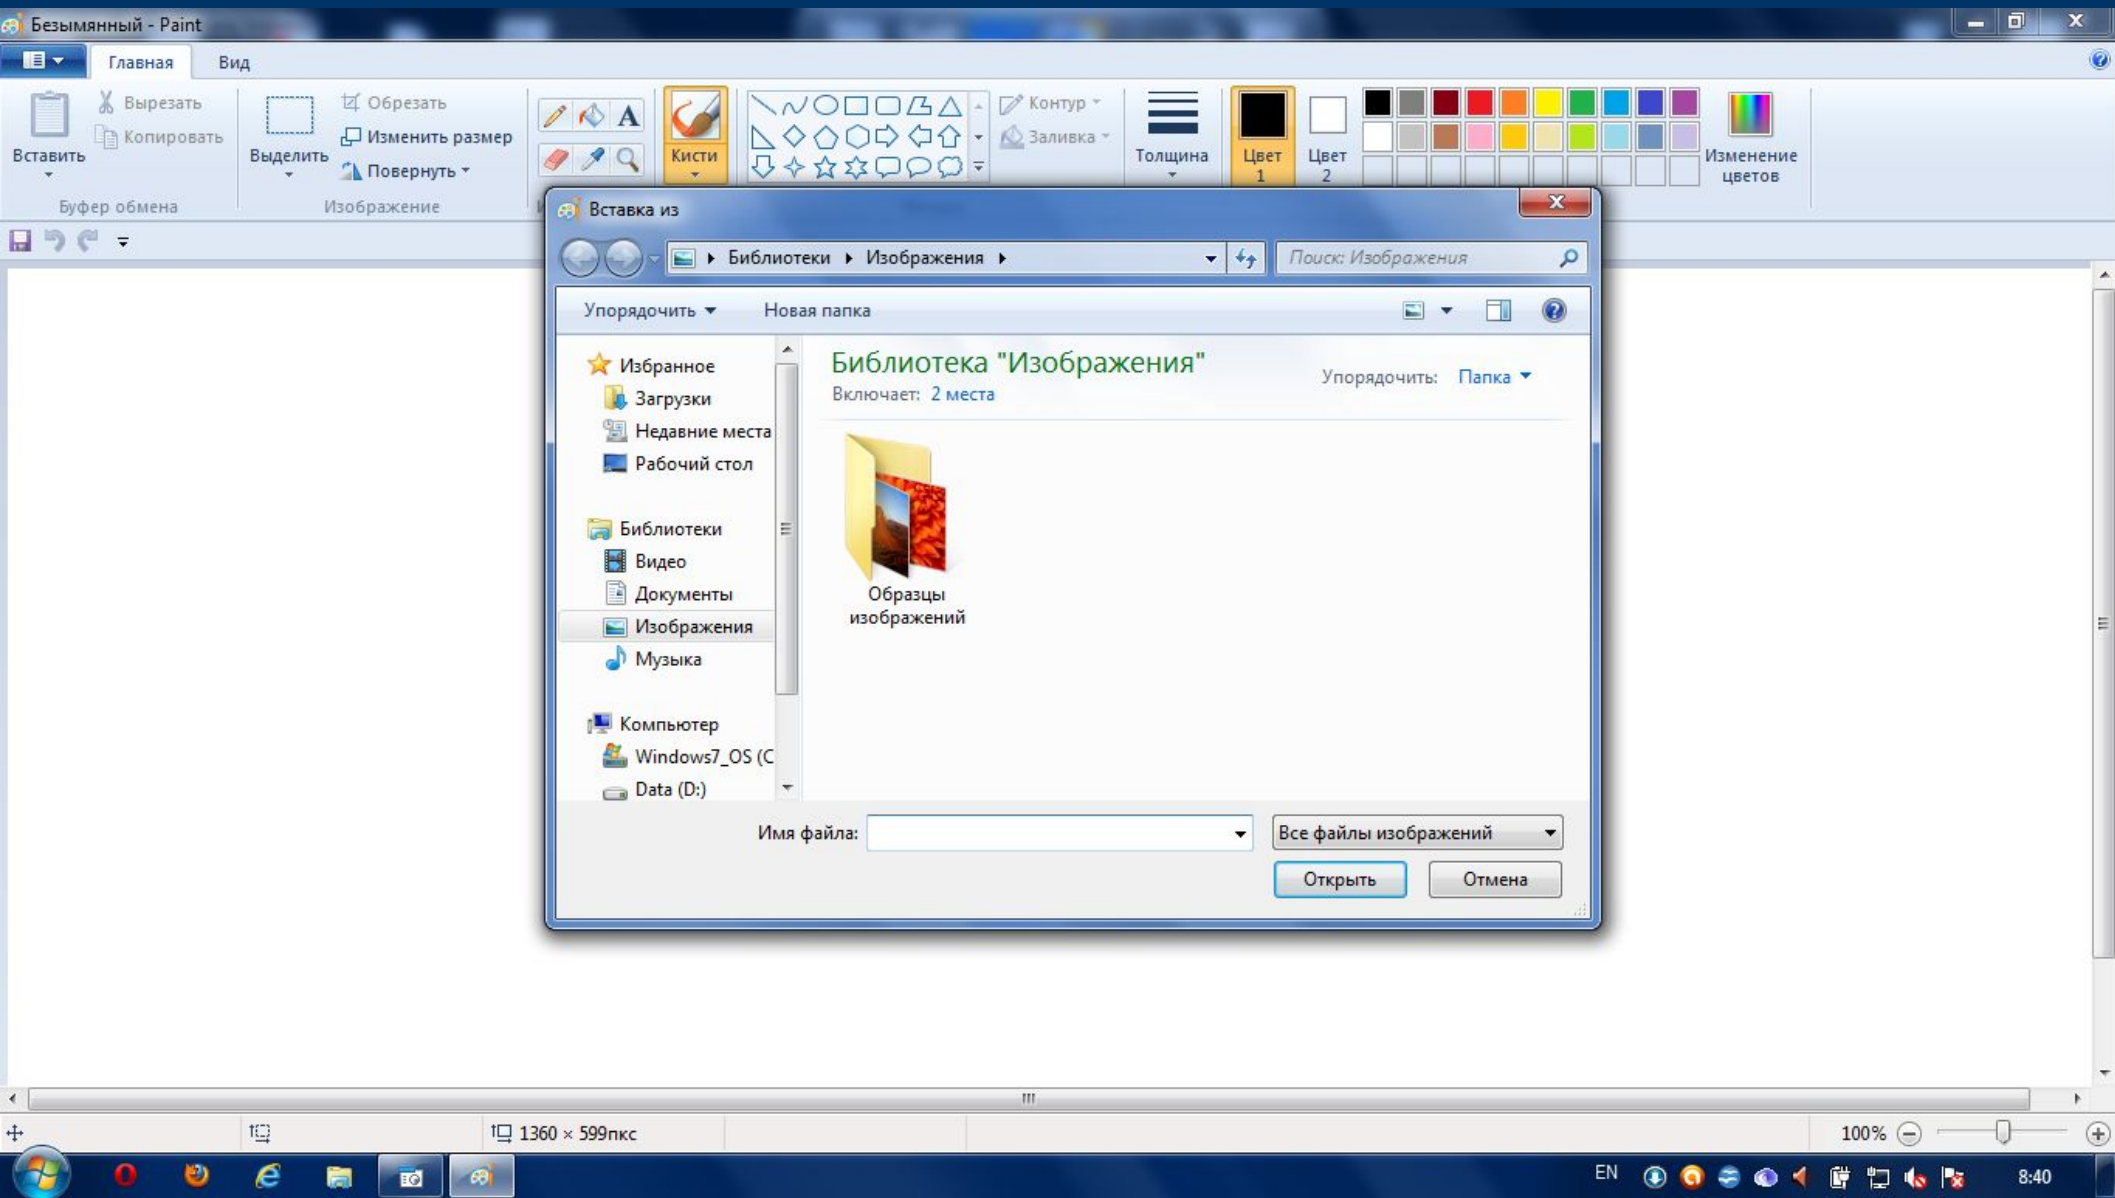 Безымянный - Paint
Главная
Вид
Вставить
Вырезать
Копировать
Буфер обмена
Выделить
Обрезать
Изменить размер
Повернуть
Изображение
A
Кисти
Контур
Заливка
Толщина
Цвет
1
Цвет
2
Изменение
цветов
Вставка из
Библиотеки
Изображения
Поиск: Изображения
Упорядочить
Новая папка
Избранное
Загрузки
Недавние места
Рабочий стол
Библиотеки
Видео
Документы
Изображения
Музыка
Компьютер
Windows7_OS (C
Data (D:)
Библиотека "Изображения"
Включает: 2 места
Упорядочить: Папка
Образцы
изображений
Имя файла:
Все файлы изображений
Открыть
Отмена
1360 × 599пкс
100%
EN
8:40